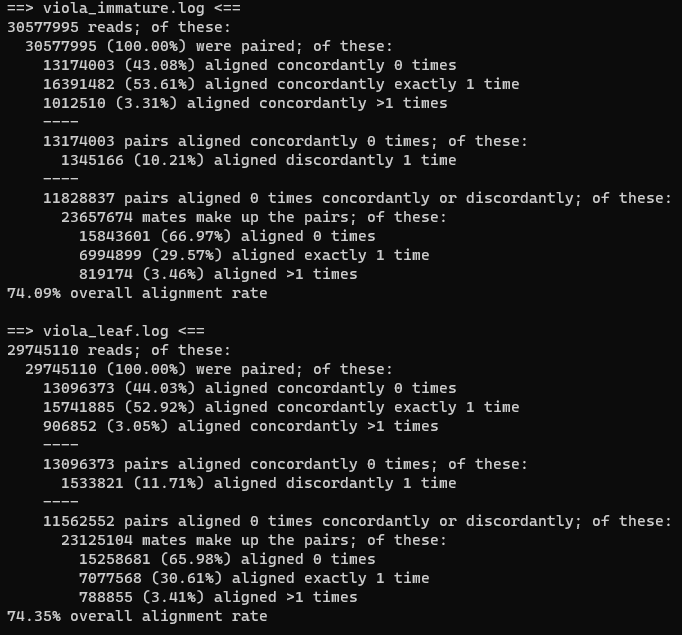 ==> viola_immature.log <==
30577995 reads; of these:
  30577995 (100.00%) were paired; of these:
    13174003 (43.08%) aligned concordantly 0 times
    16391482 (53.61%) aligned concordantly exactly 1 time
    1012510 (3.31%) aligned concordantly >1 times
    ----
    13174003 pairs aligned concordantly 0 times; of these:
      1345166 (10.21%) aligned discordantly 1 time
    ----
    11828837 pairs aligned 0 times concordantly or discordantly; of these:
      23657674 mates make up the pairs; of these:
        15843601 (66.97%) aligned 0 times
        6994899 (29.57%) aligned exactly 1 time
        819174 (3.46%) aligned >1 times
74.09% overall alignment rate

==> viola_leaf.log <==
29745110 reads; of these:
  29745110 (100.00%) were paired; of these:
    13096373 (44.03%) aligned concordantly 0 times
    15741885 (52.92%) aligned concordantly exactly 1 time
    906852 (3.05%) aligned concordantly >1 times
    ----
    13096373 pairs aligned concordantly 0 times; of these:
      1533821 (11.71%) aligned discordantly 1 time
    ----
    11562552 pairs aligned 0 times concordantly or discordantly; of these:
      23125104 mates make up the pairs; of these:
        15258681 (65.98%) aligned 0 times
        7077568 (30.61%) aligned exactly 1 time
        788855 (3.41%) aligned >1 times
74.35% overall alignment rate